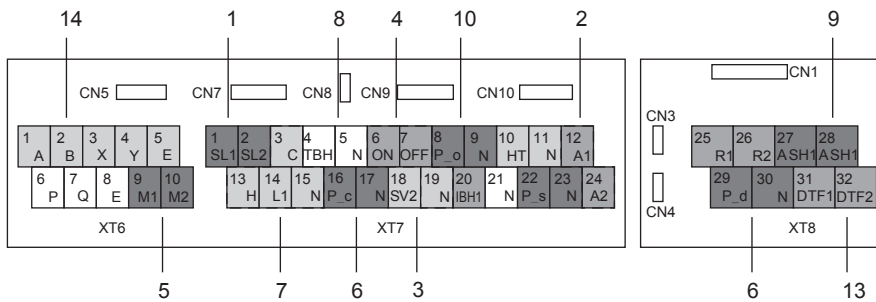 14 1 8 4 10 2 9
CN5 CN7 CN8 CN9 CN10 CN1
CN3
1 2 3 4 5 1 2 3 4 5 6 7 8 9 10 11 12 25 26 27 28
A B X Y E SL1 SL2 C TBH N ON OFF P_o N HT N A1 R1 R2 ASH1 ASH1
6 7 8 9 10 13 14 15 16 17 18 19 20 21 22 23 24 29 30 31 32
P Q E M1 M2 H L1 N P_c N SV2 N IBH1 N P_s N A2 P_d N DTF1 DTF2
CN4
XT6 XT7 XT8
5 7 6 3 6 13